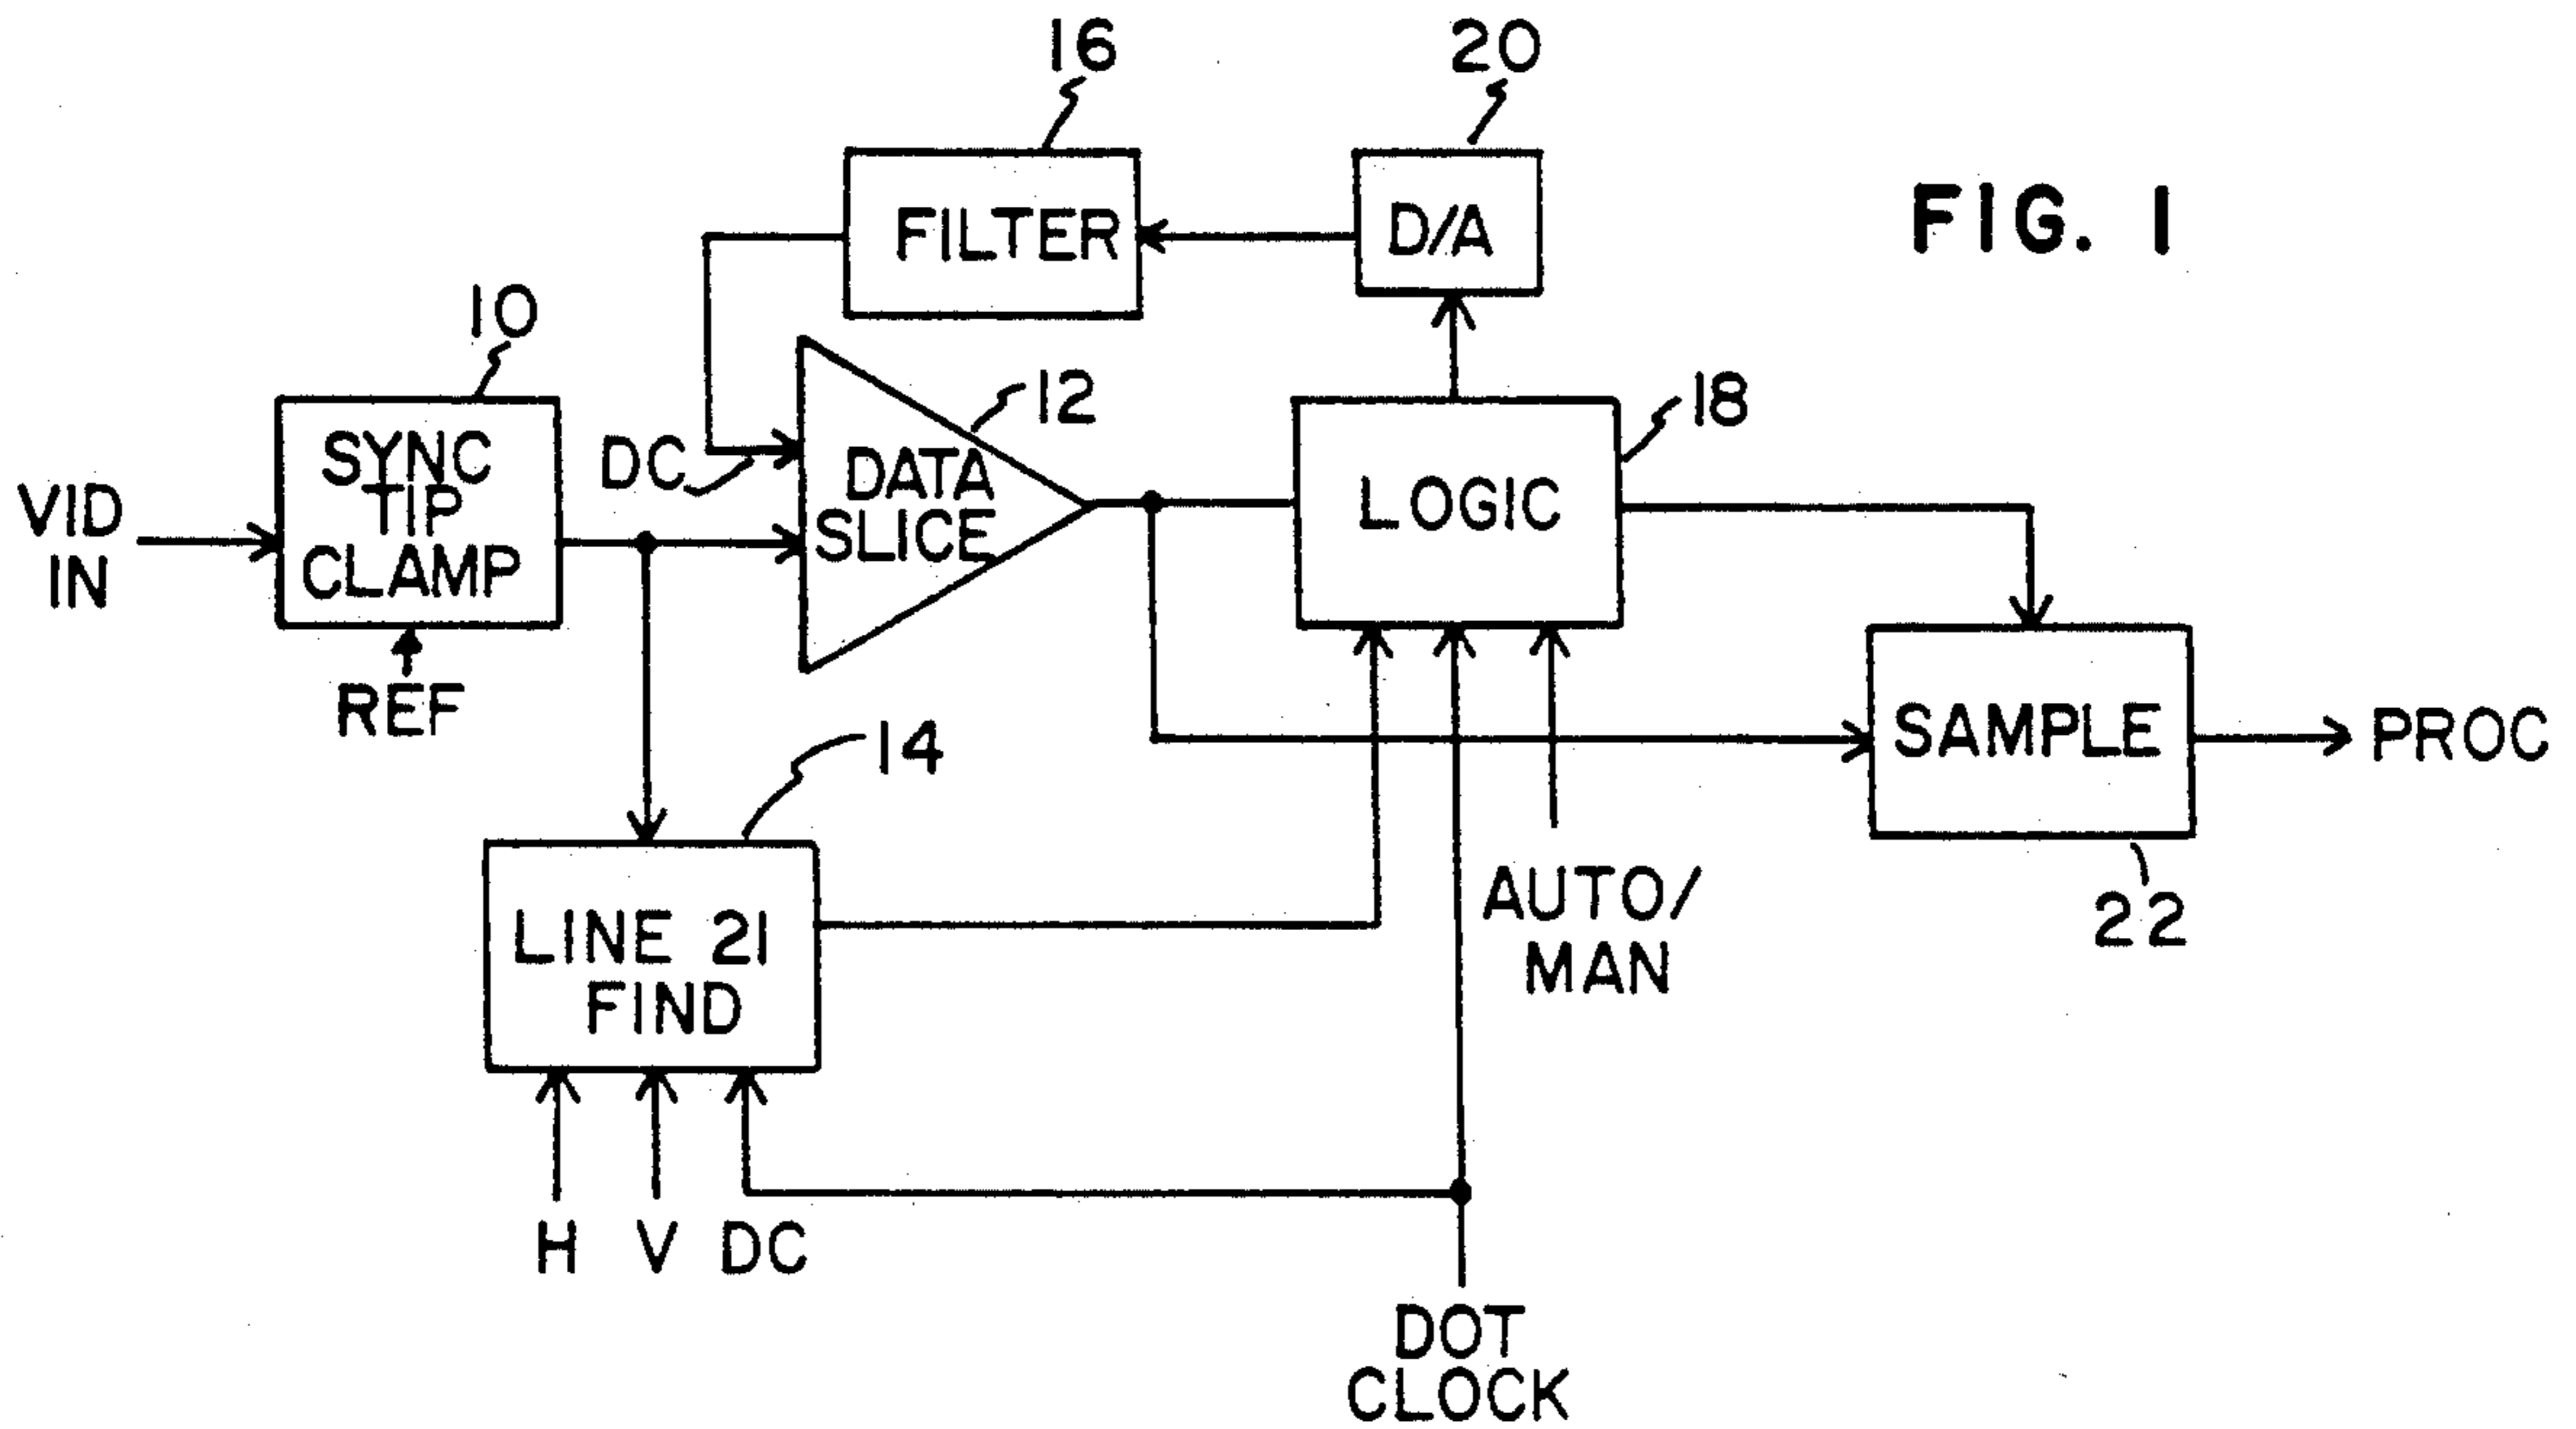 16
20
FILTER
D/A
FIG. 1
10
12
18
SYNC
TIP
CLAMP
DC
DATA
SLICE
LOGIC
VID
IN
REF
14
SAMPLE
PROC
LINE 21
FIND
AUTO/
MAN
22
H
V
DC
DOT
CLOCK